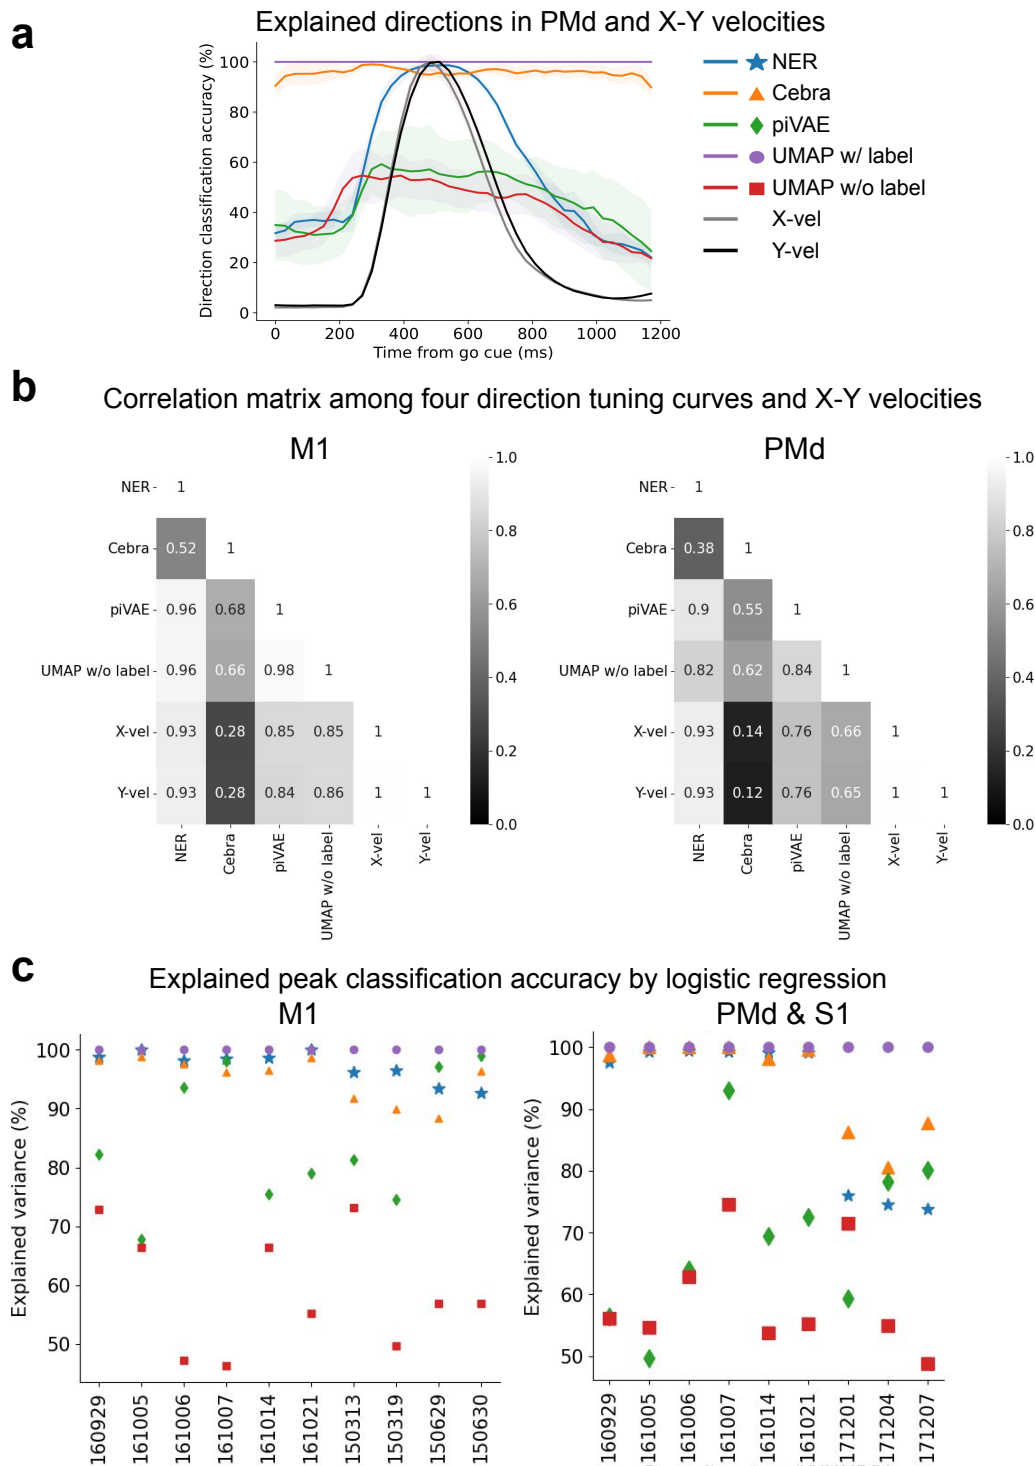 a
Explained directions in PMd and X-Y velocities
Direction classification accuracy (%)
100
80
60
40
20
0
0 200 400 600 800 1000 1200
Time from go cue (ms)
NER
Cebra
piVAE
UMAP w/ label
UMAP w/o label
X-vel
Y-vel
b
Correlation matrix among four direction tuning curves and X-Y velocities
M1
NER 1
Cebra 0.52 1
piVAE 0.96 0.68 1
UMAP w/o label 0.96 0.66 0.98 1
X-vel 0.93 0.28 0.85 0.85 1
Y-vel 0.93 0.28 0.84 0.86 1 1
NER Cebra piVAE UMAP w/o label X-vel Y-vel
1.0
0.8
0.6
0.4
0.2
0.0
PMd
NER 1
Cebra 0.38 1
piVAE 0.9 0.55 1
UMAP w/o label 0.82 0.62 0.84 1
X-vel 0.93 0.14 0.76 0.66 1
Y-vel 0.93 0.12 0.76 0.65 1 1
NER Cebra piVAE UMAP w/o label X-vel Y-vel
1.0
0.8
0.6
0.4
0.2
0.0
c
Explained peak classification accuracy by logistic regression
M1
Explained variance (%)
100
90
80
70
60
50
160929 161005 161006 161007 161014 161021 150313 150319 150629 150630
PMd & S1
Explained variance (%)
100
90
80
70
60
50
160929 161005 161006 161007 161014 161021 171201 171204 171207